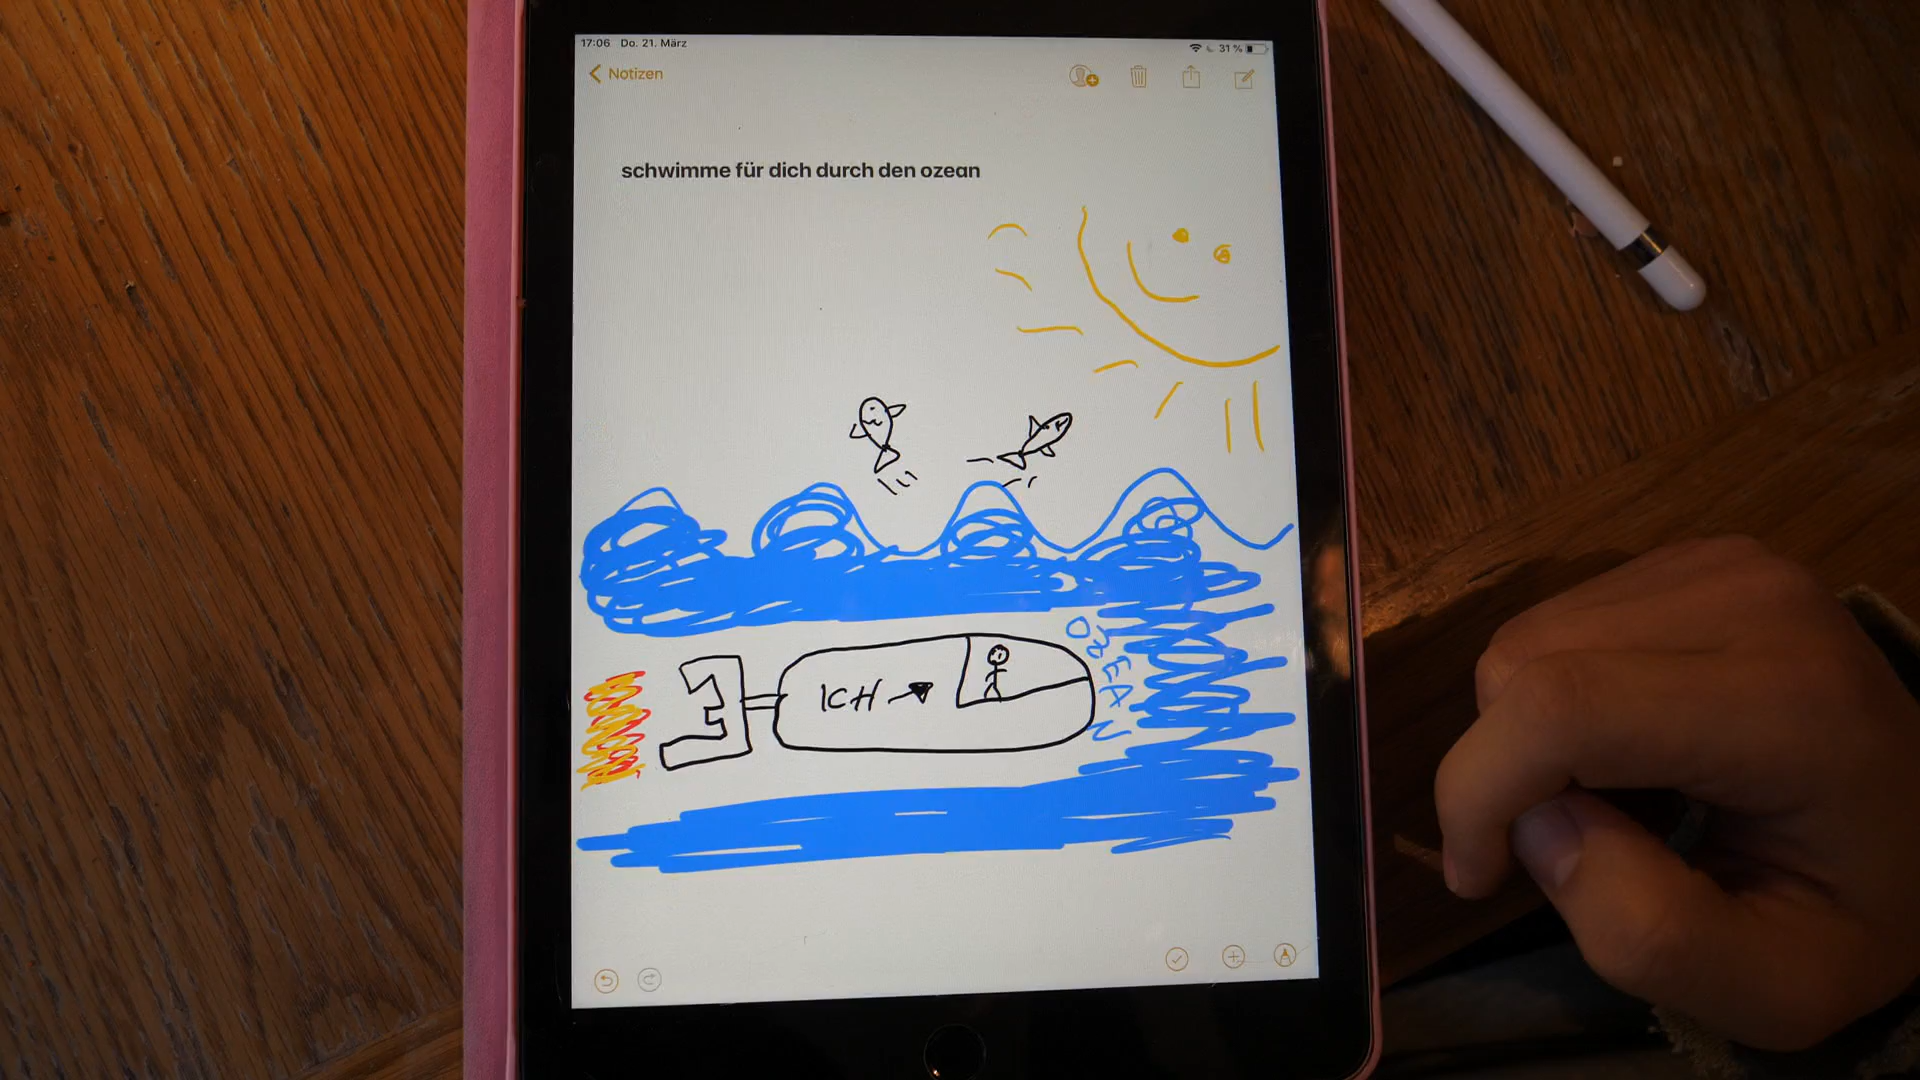 17:06 Do. 21. März 31 %
Notizen
schwimme für dich durch den ozean
OZEAN
ICH